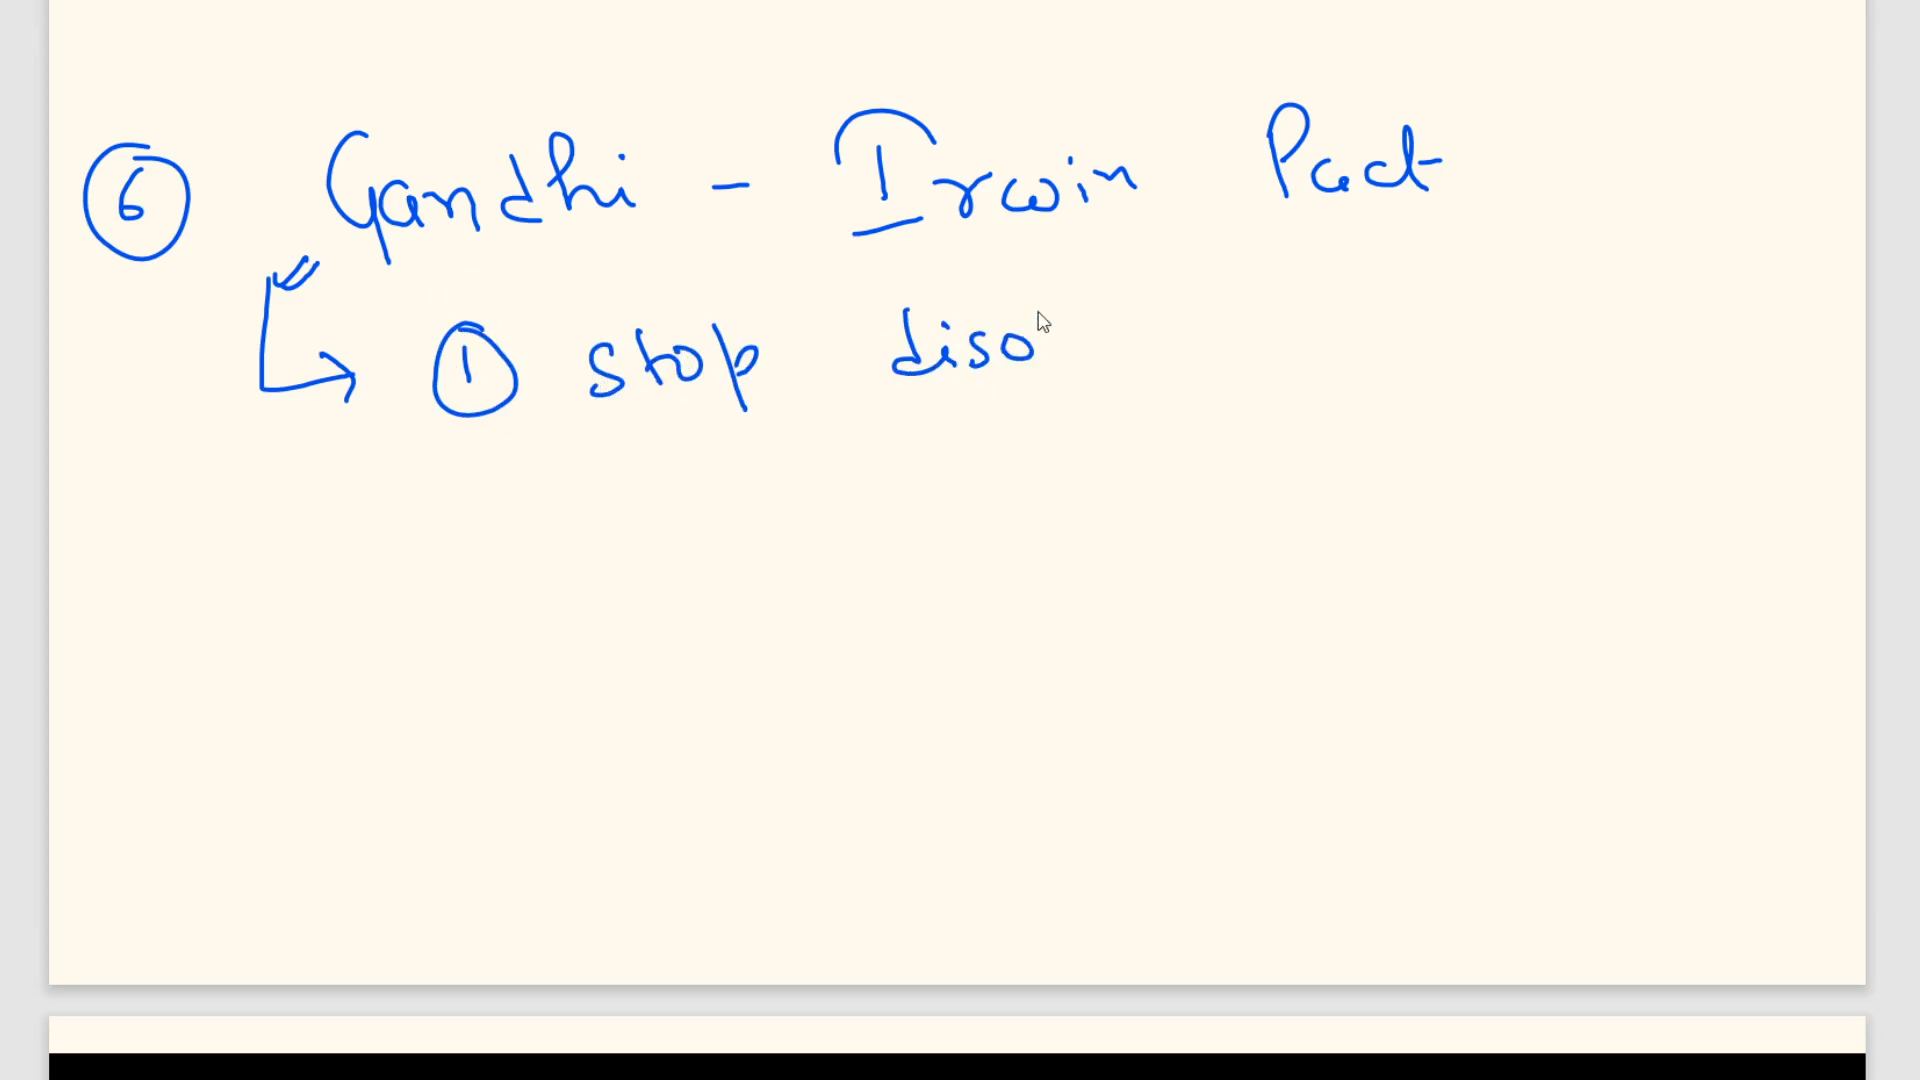 ⑥ Gandhi - Irwin Pact
① stop diso